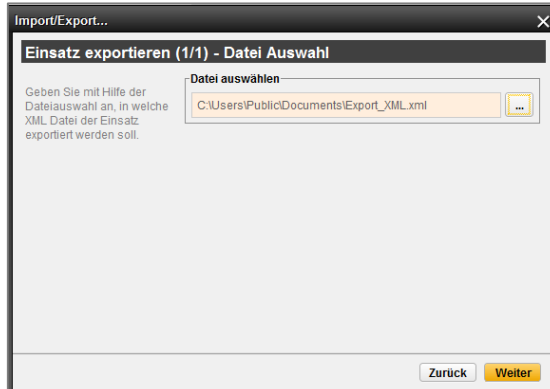 Import/Export...
Einsatz exportieren (1/1) - Datei Auswahl
Geben Sie mit Hilfe der
Dateiauswahl an, in welche
XML Datei der Einsatz
exportiert werden soll.
Datei auswählen
C:\Users\Public\Documents\Export_XML.xml
...
Zurück
Weiter